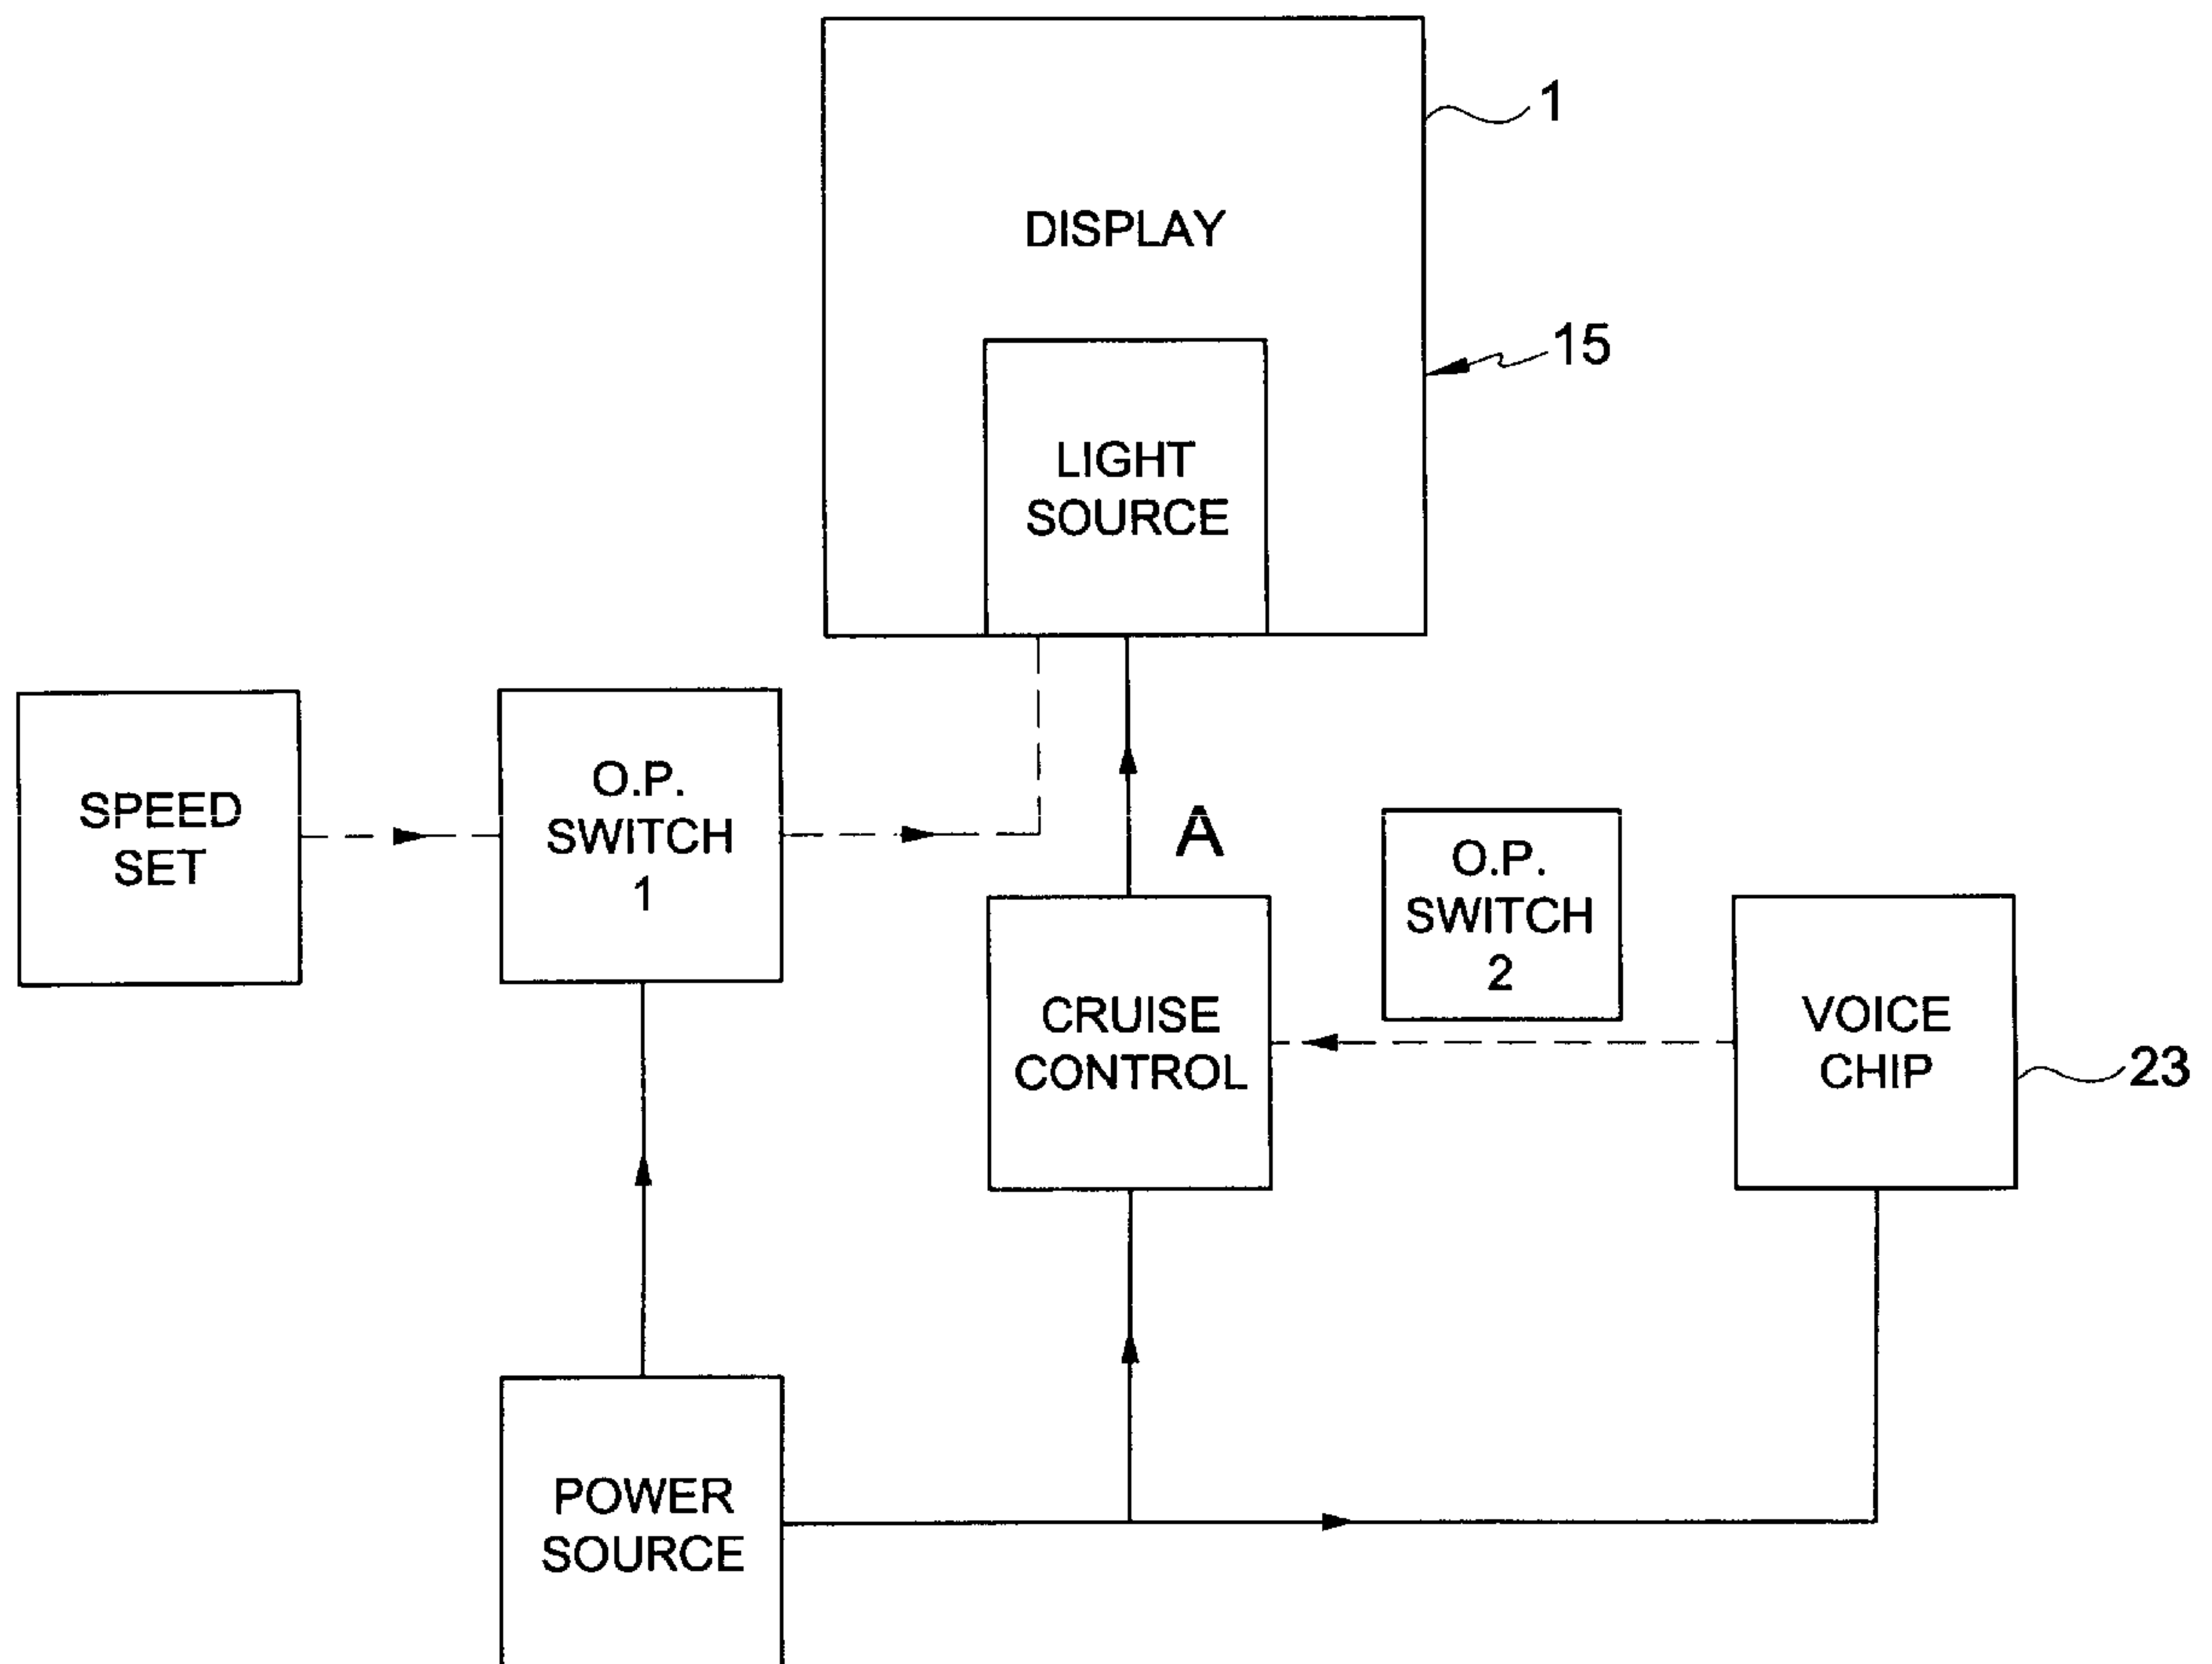 1
DISPLAY
15
LIGHT
SOURCE
SPEED
SET
O.P.
SWITCH
1
A
O.P.
SWITCH
2
CRUISE
CONTROL
VOICE
CHIP
23
POWER
SOURCE